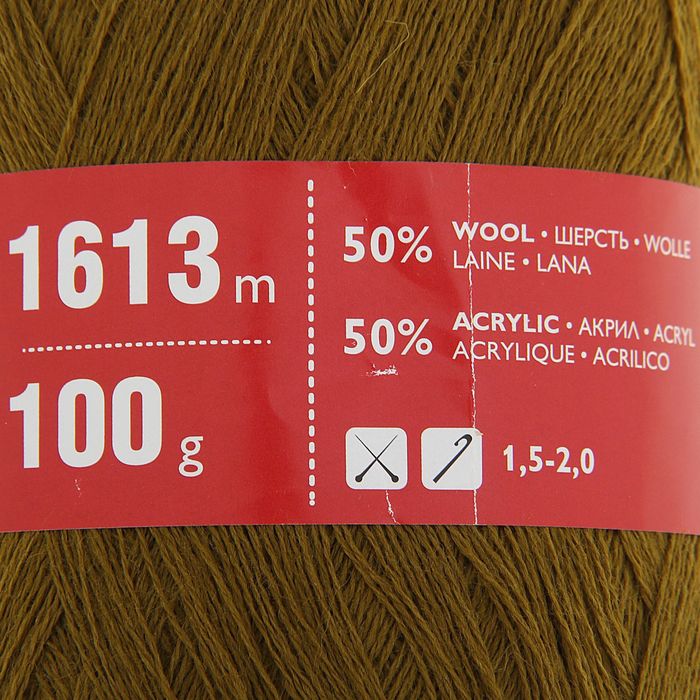 1613 m
100 g
50% WOOL • ШЕРСТЬ • WOLLE
LAINE • LANA
50% ACRYLIC • АКРИЛ • ACRYL
ACRYLIQUE • ACRILICO
1,5-2,0